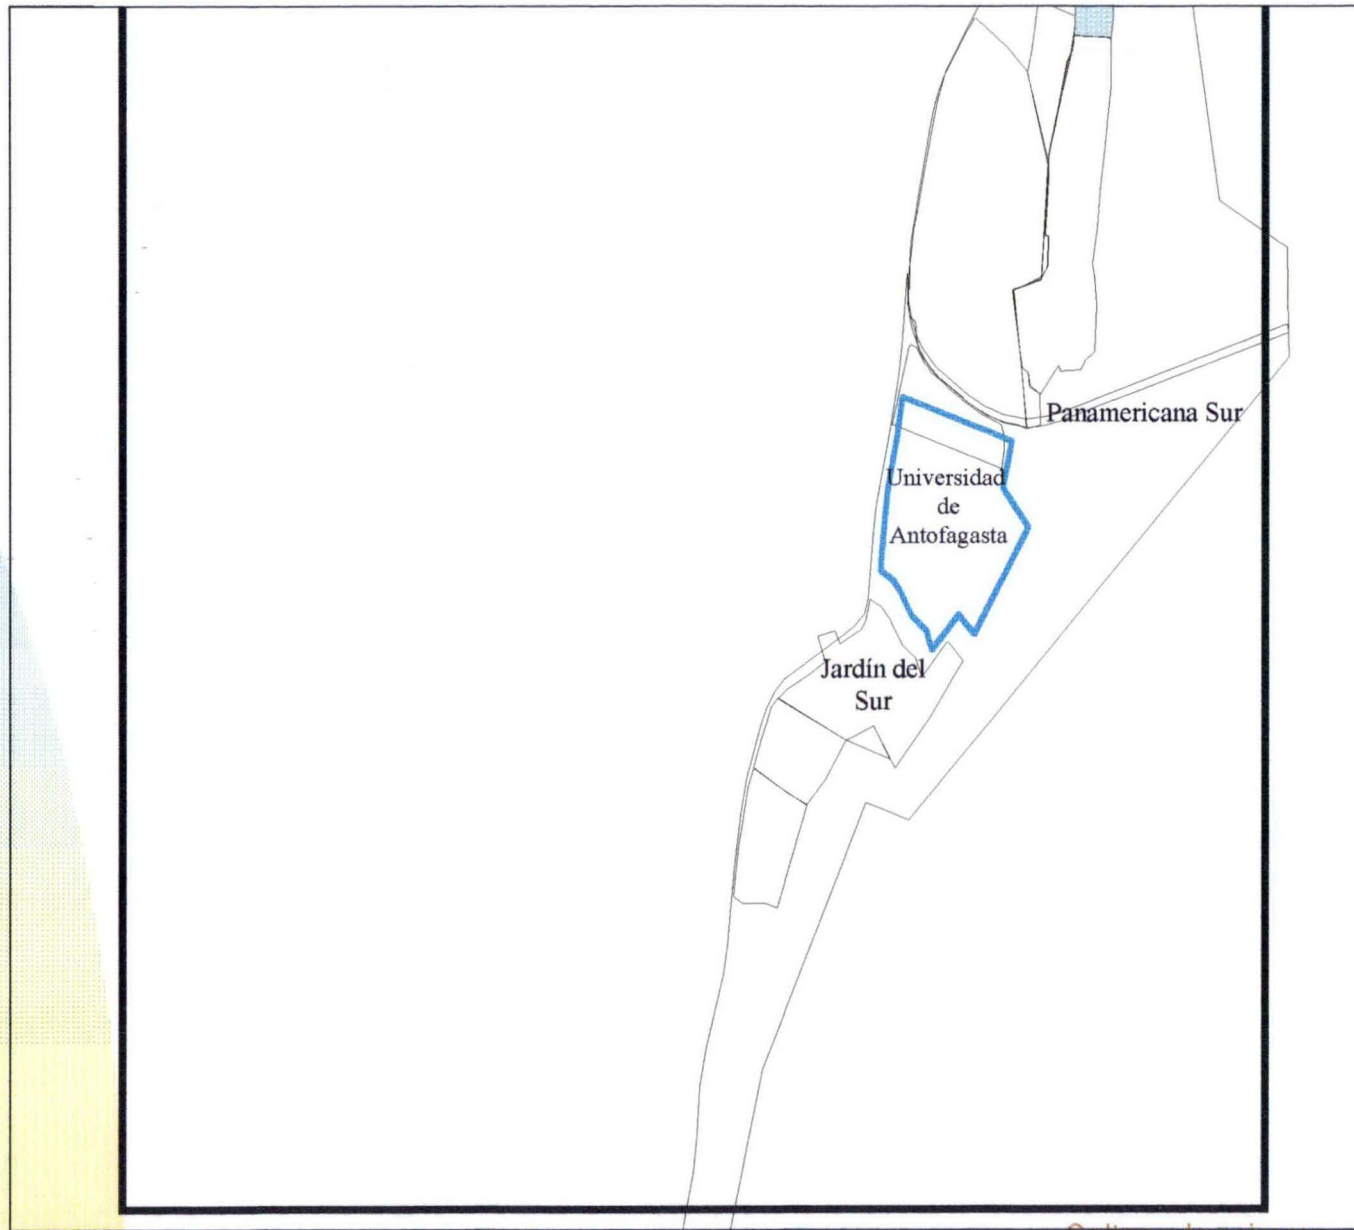 Panamericana Sur
Universidad
de
Antofagasta
Jardín del
Sur